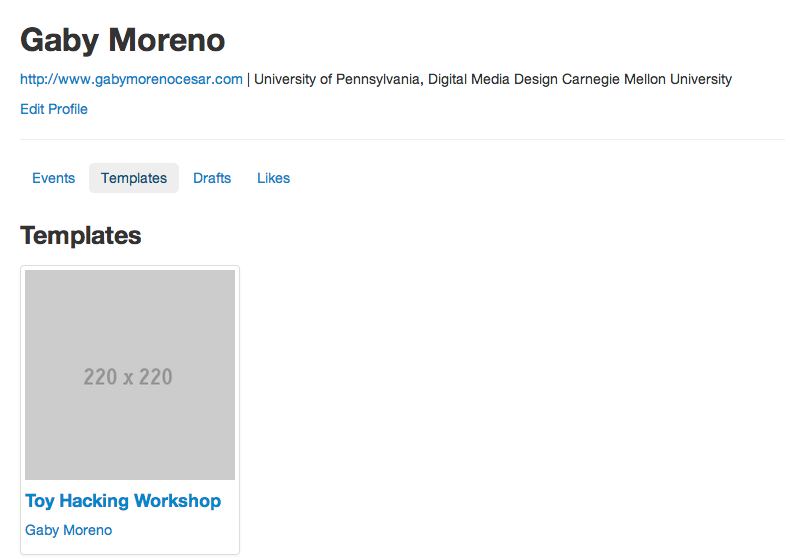 Gaby Moreno
http://www.gabymorenocesar.com | University of Pennsylvania, Digital Media Design Carnegie Mellon University
Edit Profile
Events Templates Drafts Likes
Templates
220 x 220
Toy Hacking Workshop
Gaby Moreno